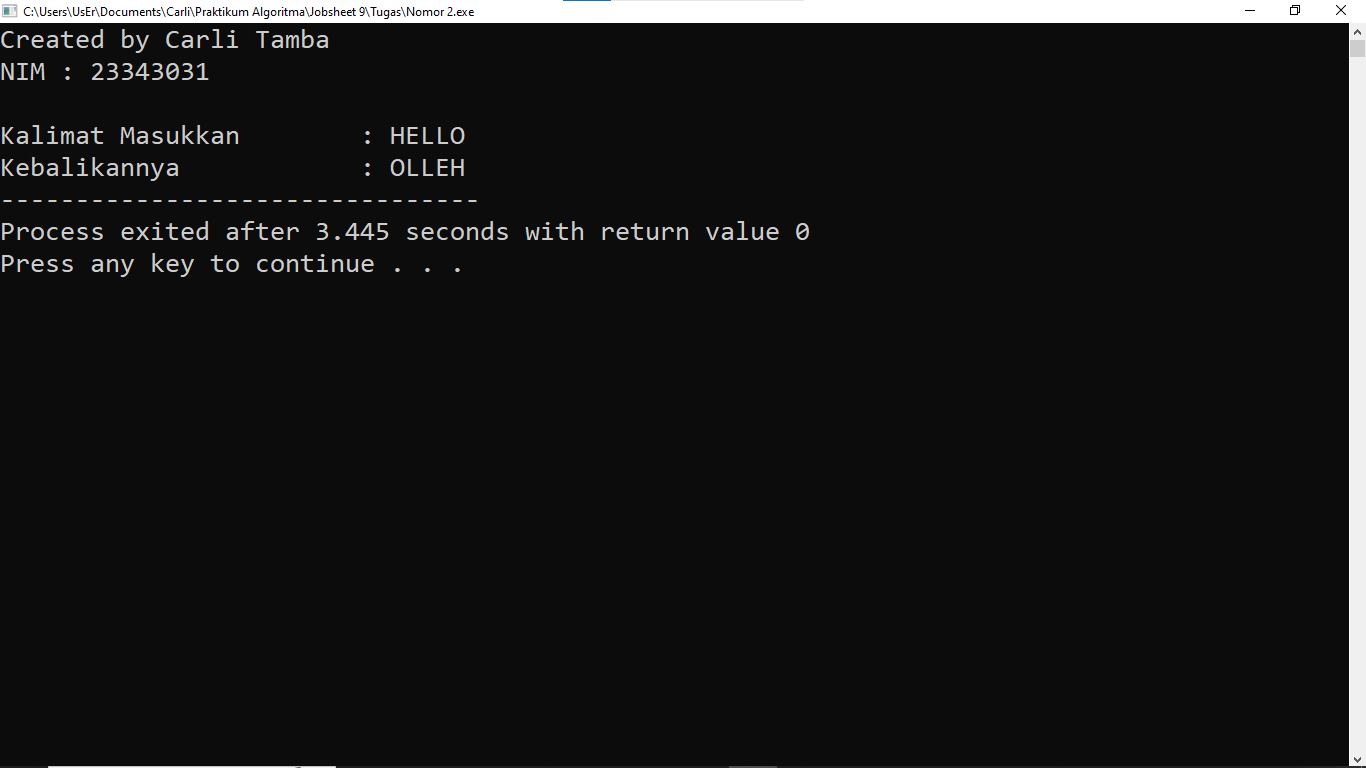 C:\Users\UsEr\Documents\Carli\Praktikum Algoritma\Jobsheet 9\Tugas\Nomor 2.exe
Created by Carli Tamba
NIM : 23343031
Kalimat Masukkan        : HELLO
Kebalikannya            : OLLEH
--------------------------------
Process exited after 3.445 seconds with return value 0
Press any key to continue . . .